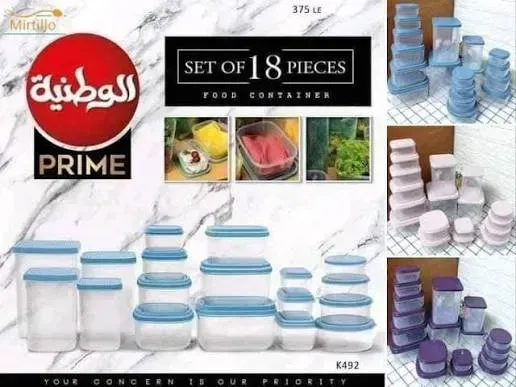 Mirtillo
375 LE
الوطنية
PRIME
SET OF 18 PIECES
FOOD CONTAINER
K492
YOUR CONCERN IS OUR PRIORITY